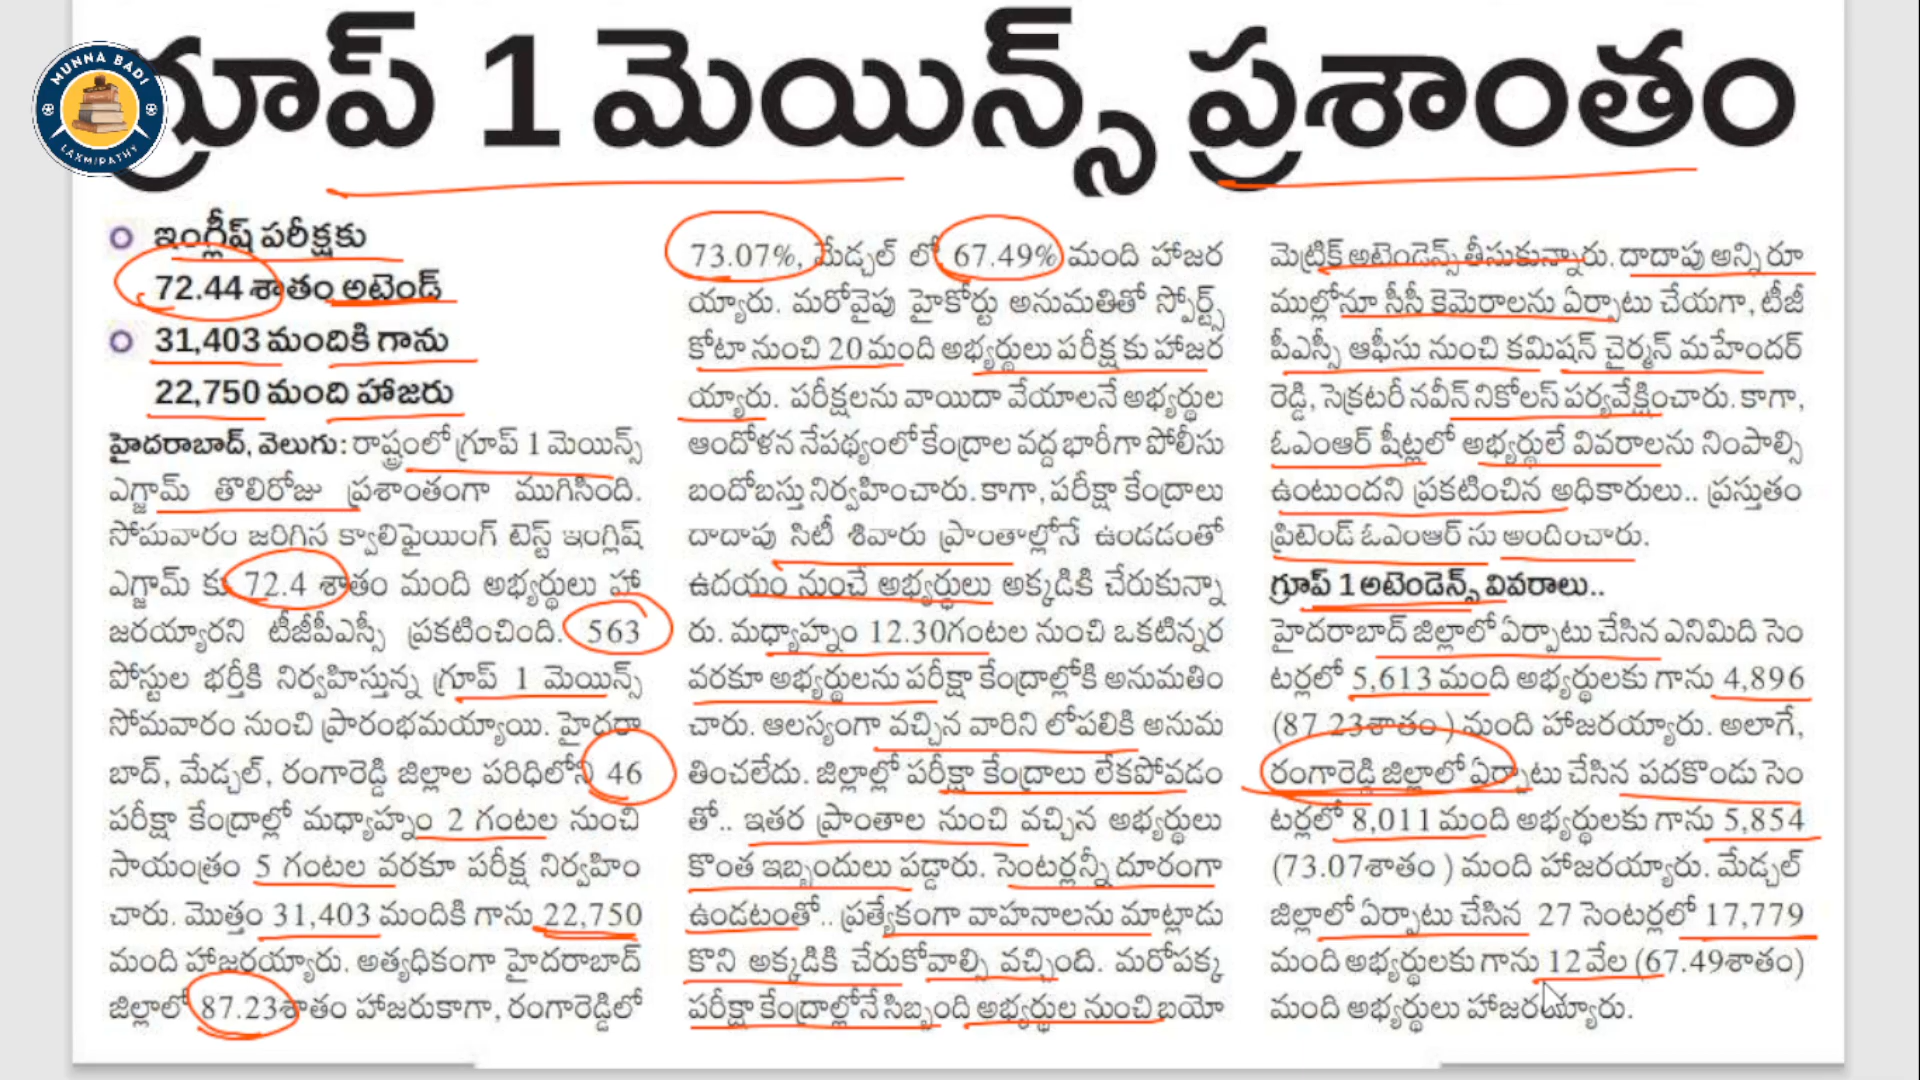 గ్రూప్ 1 మెయిన్స్ ప్రశాంతం
MUNNA BADI
LAXMIPATHY
ఇంగ్లీష్ పరీక్షకు
72.44 శాతం అటెండ్
31,403 మందికి గాను
22,750 మంది హాజరు
హైదరాబాద్, వెలుగు: రాష్ట్రంలో గ్రూప్ 1 మెయిన్స్
ఎగ్జామ్ తొలిరోజు ప్రశాంతంగా ముగిసింది.
సోమవారం జరిగిన క్వాలిఫైయింగ్ టెస్ట్ ఇంగ్లిష్
ఎగ్జామ్ కు 72.4 శాతం మంది అభ్యర్థులు హా
జరయ్యారని టీజీపీఎస్సీ ప్రకటించింది. 563
పోస్టుల భర్తీకి నిర్వహిస్తున్న గ్రూప్ 1 మెయిన్స్
సోమవారం నుంచి ప్రారంభమయ్యాయి. హైదరా
బాద్, మేడ్చల్, రంగారెడ్డి జిల్లాల పరిధిలోని 46
పరీక్షా కేంద్రాల్లో మధ్యాహ్నం 2 గంటల నుంచి
సాయంత్రం 5 గంటల వరకూ పరీక్ష నిర్వహిం
చారు. మొత్తం 31,403 మందికి గాను 22,750
మంది హాజరయ్యారు. అత్యధికంగా హైదరాబాద్
జిల్లాలో 87.23శాతం హాజరుకాగా, రంగారెడ్డిలో
73.07%, మేడ్చల్ లో 67.49% మంది హాజర
య్యారు. మరోవైపు హైకోర్టు అనుమతితో స్పోర్ట్స్
కోటా నుంచి 20 మంది అభ్యర్థులు పరీక్ష కు హాజర
య్యారు. పరీక్షలను వాయిదా వేయాలనే అభ్యర్థుల
ఆందోళన నేపథ్యంలో కేంద్రాల వద్ద భారీగా పోలీసు
బందోబస్తు నిర్వహించారు. కాగా, పరీక్షా కేంద్రాలు
దాదాపు సిటీ శివారు ప్రాంతాల్లోనే ఉండడంతో
ఉదయం నుంచే అభ్యర్థులు అక్కడికి చేరుకున్నా
రు. మధ్యాహ్నం 12.30గంటల నుంచి ఒకటిన్నర
వరకూ అభ్యర్థులను పరీక్షా కేంద్రాల్లోకి అనుమతిం
చారు. ఆలస్యంగా వచ్చిన వారిని లోపలికి అనుమ
తించలేదు. జిల్లాల్లో పరీక్షా కేంద్రాలు లేకపోవడం
తో.. ఇతర ప్రాంతాల నుంచి వచ్చిన అభ్యర్థులు
కొంత ఇబ్బందులు పడ్డారు. సెంటర్లన్నీ దూరంగా
ఉండటంతో.. ప్రత్యేకంగా వాహనాలను మాట్లాడు
కొని అక్కడికి చేరుకోవాల్సి వచ్చింది. మరోపక్క
పరీక్షా కేంద్రాల్లోనే సిబ్బంది అభ్యర్థుల నుంచి బయో
మెట్రిక్ అటెండెన్స్ తీసుకున్నారు. దాదాపు అన్ని రూ
ముల్లోనూ సీసీ కెమెరాలను ఏర్పాటు చేయగా, టీజీ
పీఎస్సీ ఆఫీసు నుంచి కమిషన్ చైర్మన్ మహేందర్
రెడ్డి, సెక్రటరీ నవీన్ నికోలస్ పర్యవేక్షించారు. కాగా,
ఓఎంఆర్ షీట్లలో అభ్యర్థులే వివరాలను నింపాల్సి
ఉంటుందని ప్రకటించిన అధికారులు.. ప్రస్తుతం
ప్రిటెండ్ ఓఎంఆర్ సు అందించారు.
గ్రూప్ 1 అటెండెన్స్ వివరాలు..
హైదరాబాద్ జిల్లాలో ఏర్పాటు చేసిన ఎనిమిది సెం
టర్లలో 5,613 మంది అభ్యర్థులకు గాను 4,896
(87.23శాతం ) మంది హాజరయ్యారు. అలాగే,
రంగారెడ్డి జిల్లాలో ఏర్పాటు చేసిన పదకొండు సెం
టర్లలో 8,011 మంది అభ్యర్థులకు గాను 5,854
(73.07శాతం ) మంది హాజరయ్యారు. మేడ్చల్
జిల్లాలో ఏర్పాటు చేసిన 27 సెంటర్లలో 17,779
మంది అభ్యర్థులకు గాను 12వేల (67.49శాతం)
మంది అభ్యర్థులు హాజరయ్యారు.